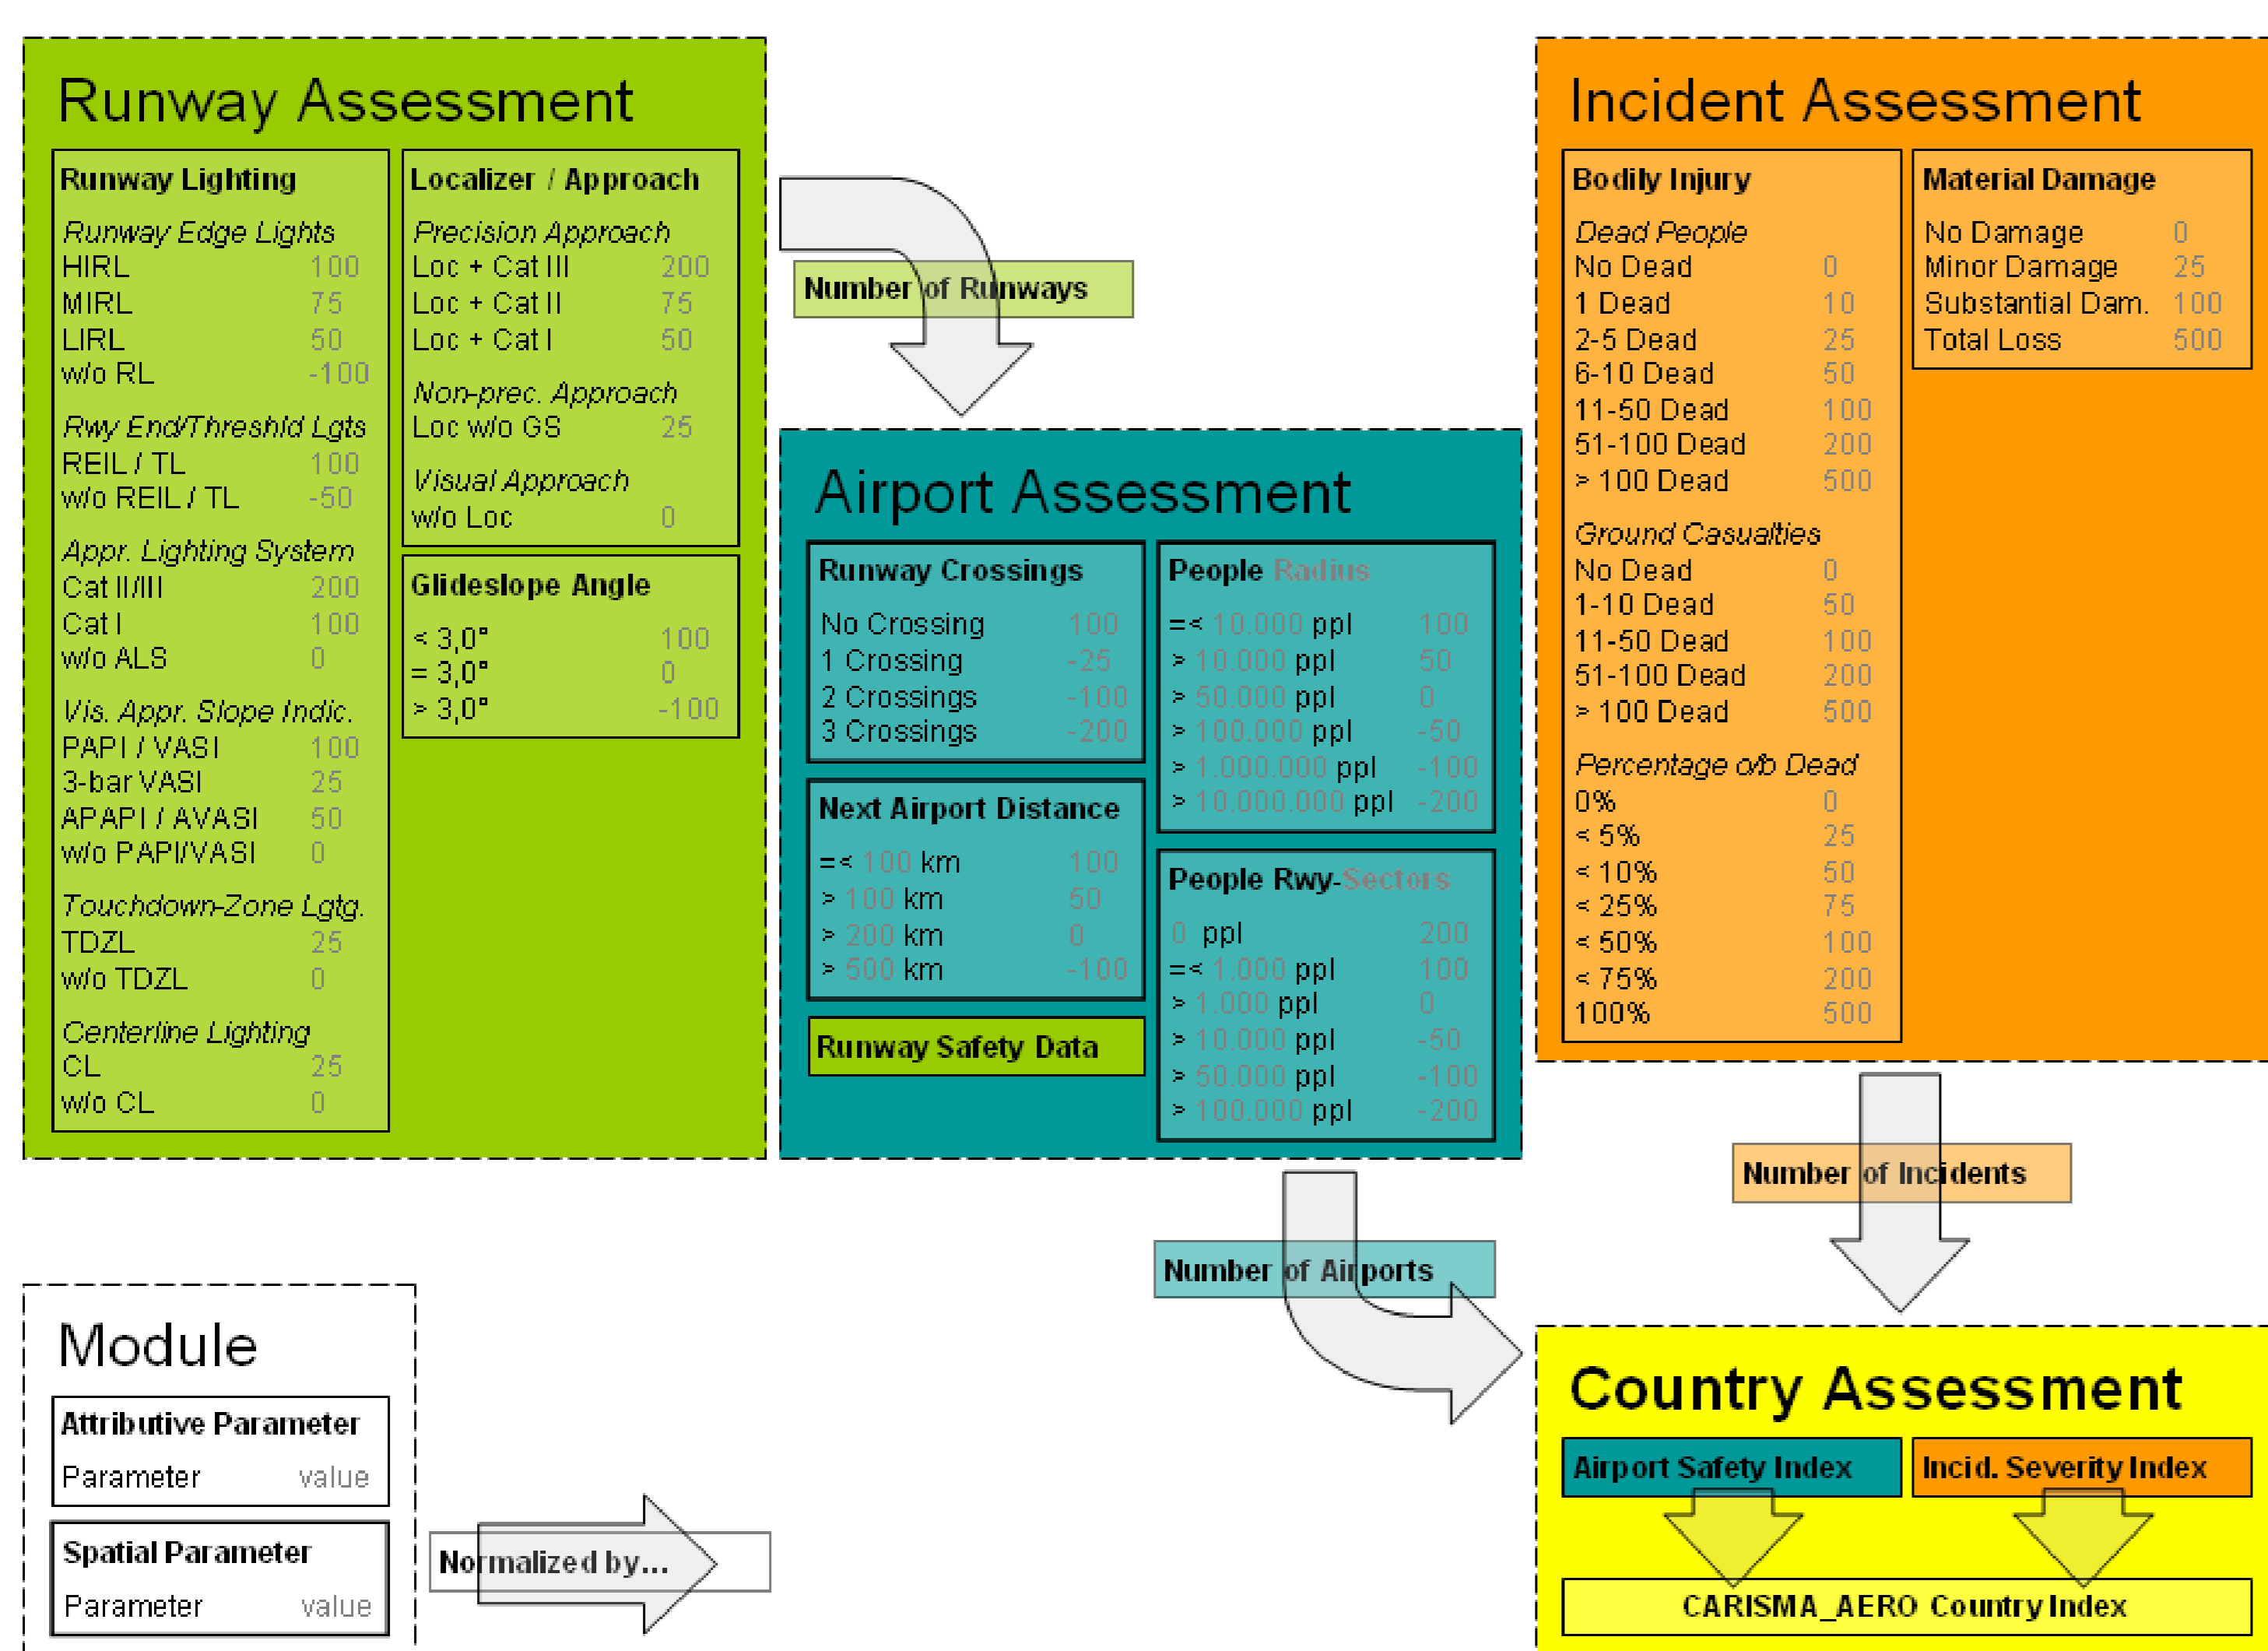 Runway Assessment
Runway Lighting
Runway Edge Lights
HIRL 100
MIRL 75
LIRL 50
w/o RL -100
Rwy End/Threshld Lgts
REIL / TL 100
w/o REIL / TL -50
Appr. Lighting System
Cat II/III 200
Cat I 100
w/o ALS 0
Vis. Appr. Slope Indic.
PAPI / VASI 100
3-bar VASI 25
APAPI / AVASI 50
w/o PAPI/VASI 0
Touchdown-Zone Lgtg.
TDZL 25
w/o TDZL 0
Centerline Lighting
CL 25
w/o CL 0
Localizer / Approach
Precision Approach
Loc + Cat III 200
Loc + Cat II 75
Loc + Cat I 50
Non-prec. Approach
Loc w/o GS 25
Visual Approach
w/o Loc 0
Glideslope Angle
< 3,0° 100
= 3,0° 0
> 3,0° -100
Number of Runways
Airport Assessment
Runway Crossings
No Crossing 100
1 Crossing -25
2 Crossings -100
3 Crossings -200
Next Airport Distance
=< 100 km 100
> 100 km 50
> 200 km 0
> 500 km -100
Runway Safety Data
People Radius
=< 10.000 ppl 100
> 10.000 ppl 50
> 50.000 ppl 0
> 100.000 ppl -50
> 1.000.000 ppl -100
> 10.000.000 ppl -200
People Rwy-Sectors
0 ppl 200
=< 1.000 ppl 100
> 1.000 ppl 0
> 10.000 ppl -50
> 50.000 ppl -100
> 100.000 ppl -200
Number of Airports
Incident Assessment
Bodily Injury
Dead People
No Dead 0
1 Dead 10
2-5 Dead 25
6-10 Dead 50
11-50 Dead 100
51-100 Dead 200
> 100 Dead 500
Ground Casualties
No Dead 0
1-10 Dead 50
11-50 Dead 100
51-100 Dead 200
> 100 Dead 500
Percentage o/b Dead
0% 0
< 5% 25
< 10% 50
< 25% 75
< 50% 100
< 75% 200
100% 500
Material Damage
No Damage 0
Minor Damage 25
Substantial Dam. 100
Total Loss 500
Number of Incidents
Country Assessment
Airport Safety Index
Incid. Severity Index
CARISMA_AERO Country Index
Module
Attributive Parameter
Parameter value
Spatial Parameter
Parameter value
Normalized by...